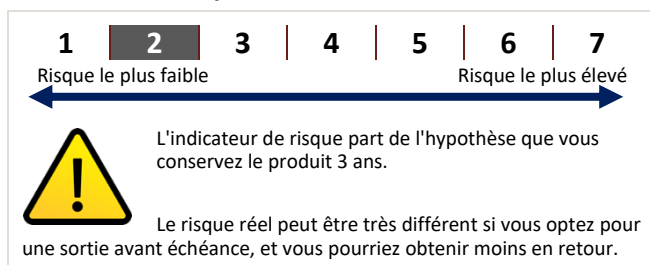 1 2 3 4 5 6 7
Risque le plus faible Risque le plus élevé
L'indicateur de risque part de l'hypothèse que vous
conservez le produit 3 ans.
Le risque réel peut être très différent si vous optez pour
une sortie avant échéance, et vous pourriez obtenir moins en retour.